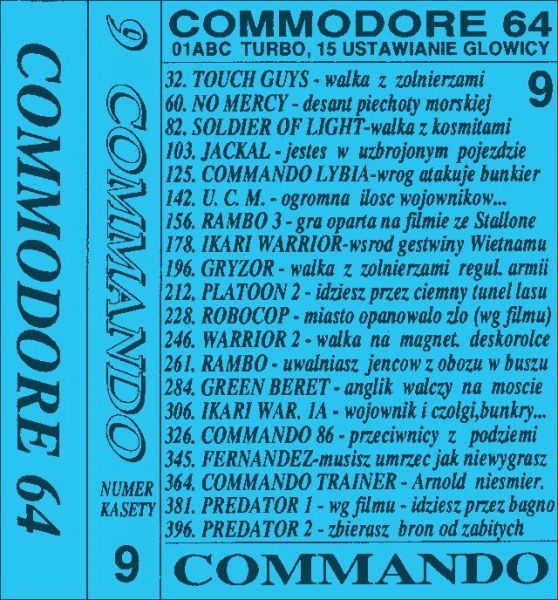 COMMODORE 64
9 COMMANDO
NUMER
KASETY
9
COMMODORE 64
01ABC TURBO, 15 USTAWIANIE GLOWICY
9
32. TOUCH GUYS - walka z zolnierzami
60. NO MERCY - desant piechoty morskiej
82. SOLDIER OF LIGHT-walka z kosmitami
103. JACKAL - jestes w uzbrojonym pojezdzie
125. COMMANDO LYBIA-wrog atakuje bunkier
142. U. C. M. - ogromna ilosc wojownikow...
156. RAMBO 3 - gra oparta na filmie ze Stallone
178. IKARI WARRIOR-wsrod gestwiny Wietnamu
196. GRYZOR - walka z zolnierzami regul. armii
212. PLATOON 2 - idziesz przez ciemny tunel lasu
228. ROBOCOP - miasto opanowalo zlo (wg filmu)
246. WARRIOR 2 - walka na magnet. deskorolce
261. RAMBO - uwalniasz jencow z obozu w buszu
284. GREEN BERET - anglik walczy na moscie
306. IKARI WAR. IA - wojownik i czolgi,bunkry...
326. COMMANDO 86 - przeciwnicy z podziemi
345. FERNANDEZ-musisz umrzec jak niewygrasz
364. COMMANDO TRAINER - Arnold niesmier.
381. PREDATOR 1 - wg filmu - idziesz przez bagno
396. PREDATOR 2 - zbierasz bron od zabitych
COMMANDO